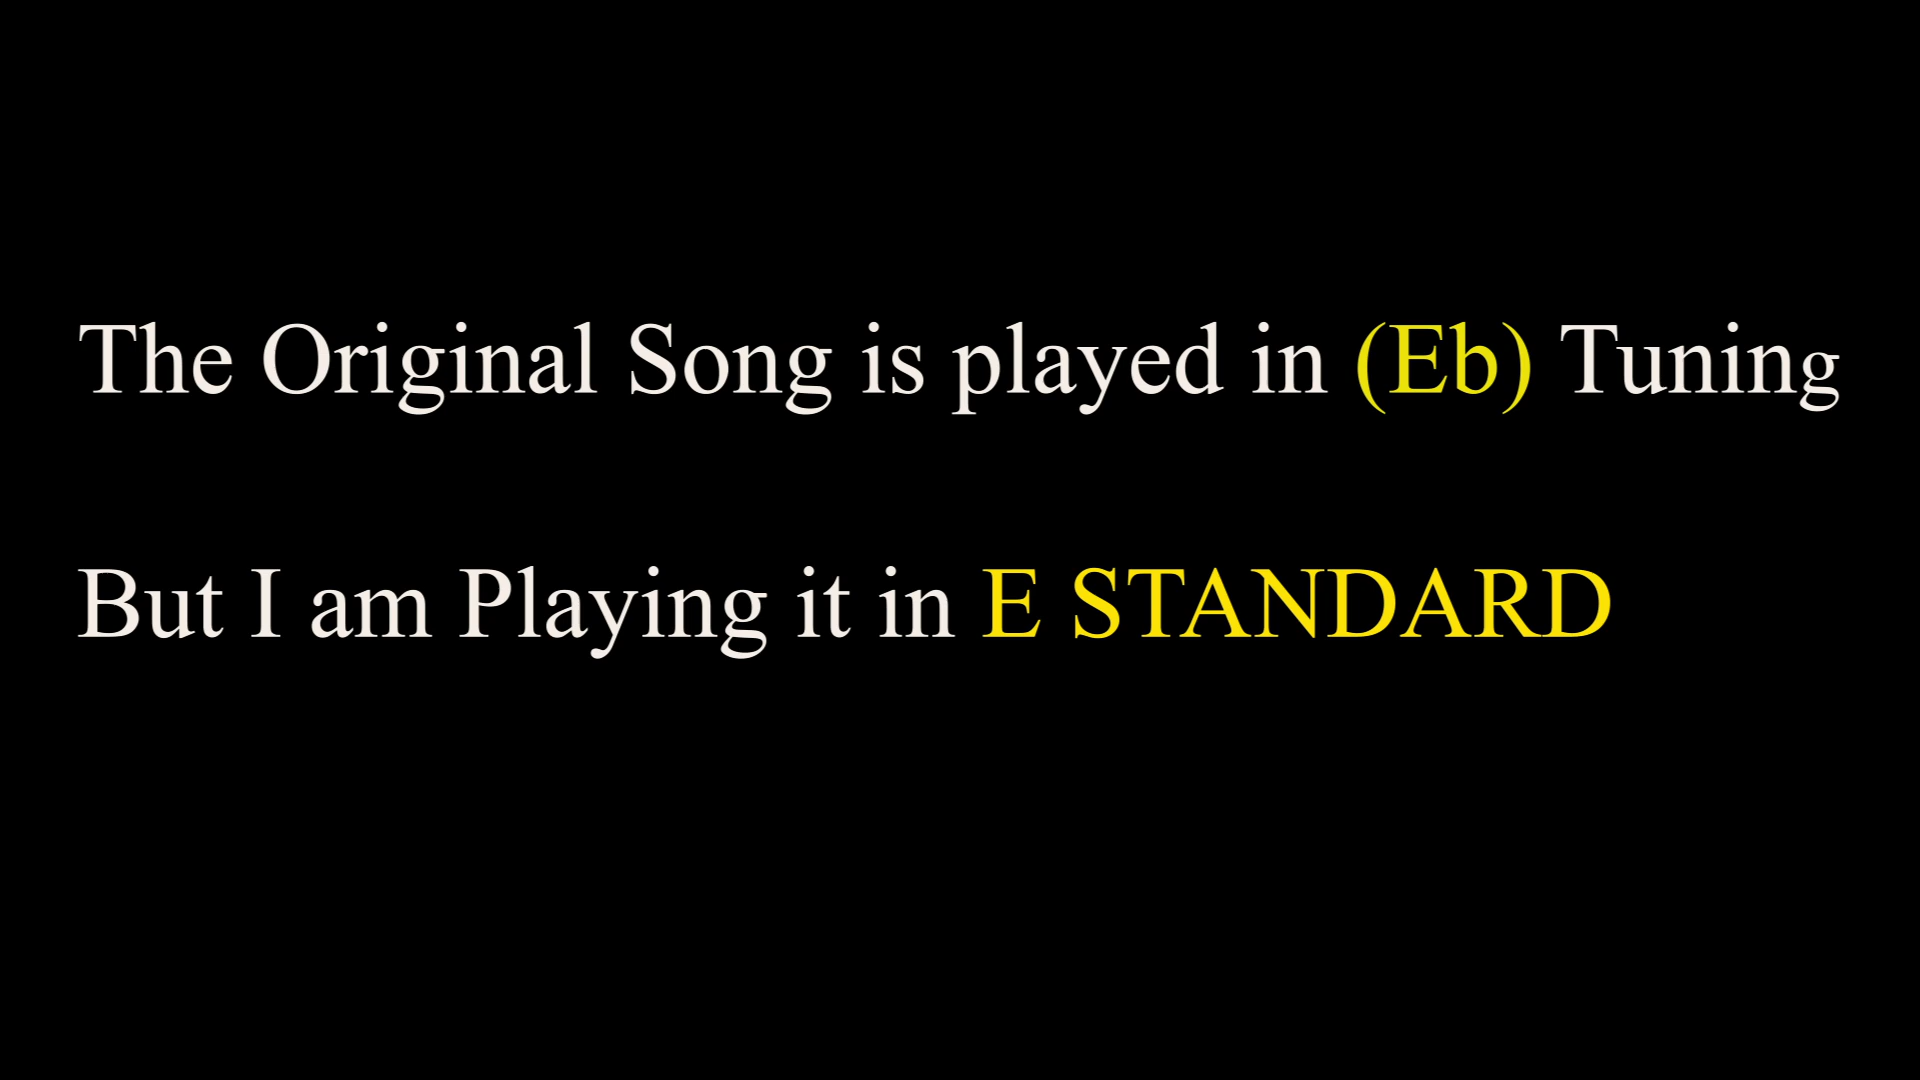 The Original Song is played in (Eb) Tuning
But I am Playing it in E STANDARD